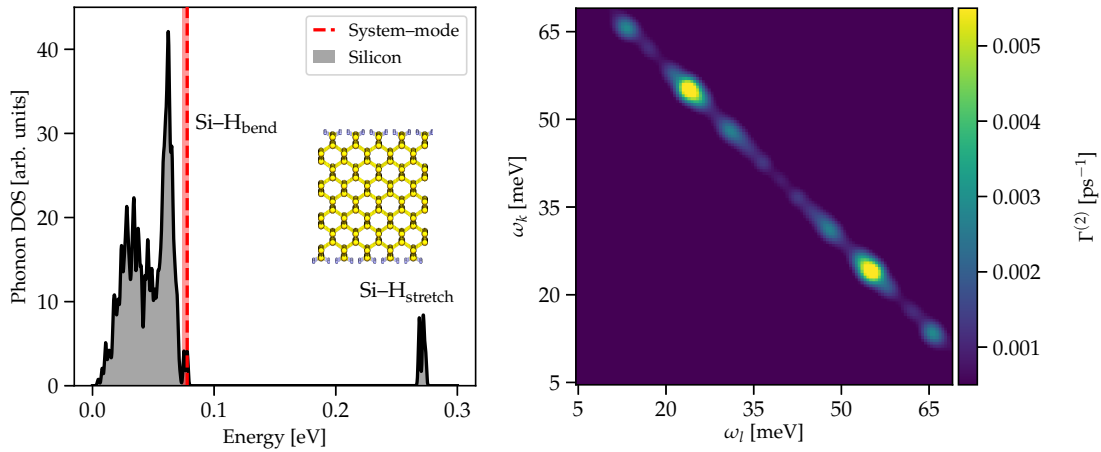 System–mode
Silicon
Si–H_bend
Si–H_stretch
Phonon DOS [arb. units]
0
10
20
30
40
0.0
0.1
0.2
0.3
Energy [eV]
ω_k [meV]
65
50
35
20
5
5
20
35
50
65
ω_l [meV]
0.005
0.004
0.003
0.002
0.001
Γ^(2) [ps⁻¹]